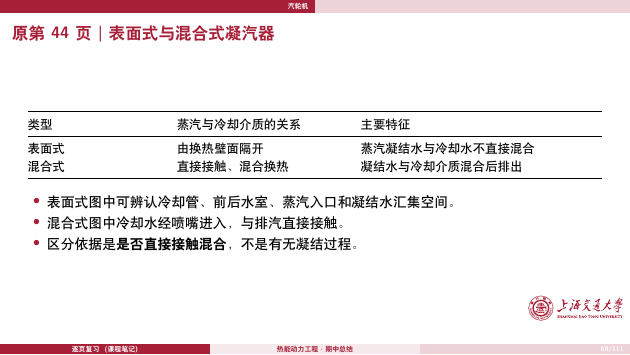 汽轮机
原第 44 页 | 表面式与混合式凝汽器
类型 蒸汽与冷却介质的关系 主要特征
表面式 由换热壁面隔开 蒸汽凝结水与冷却水不直接混合
混合式 直接接触、混合换热 凝结水与冷却介质混合后排出
• 表面式图中可辨认冷却管、前后水室、蒸汽入口和凝结水汇集空间。
• 混合式图中冷却水经喷嘴进入，与排汽直接接触。
• 区分依据是是否直接接触混合，不是有无凝结过程。
上海交通大学
SHANGHAI JIAO TONG UNIVERSITY
逐页复习（课程笔记） 热能动力工程 · 期中总结